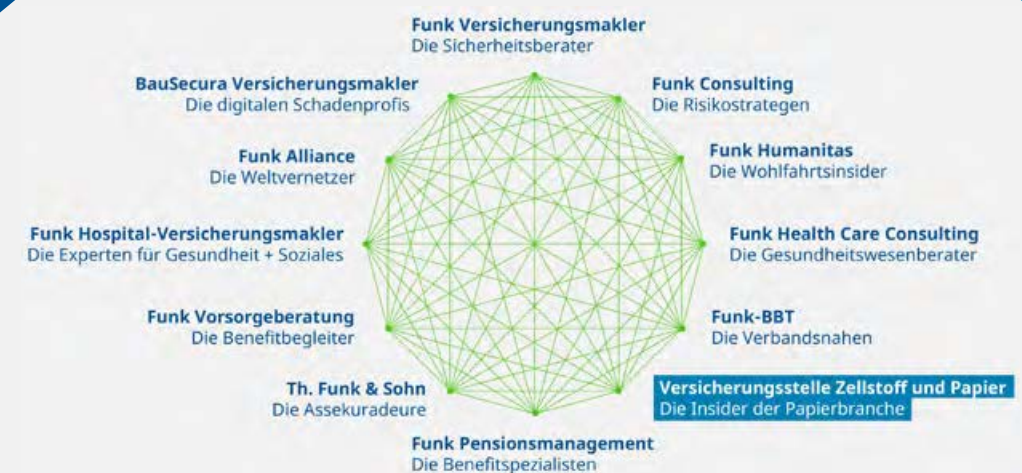 Funk Versicherungsmakler
Die Sicherheitsberater
BauSecura Versicherungsmakler
Die digitalen Schadenprofis
Funk Consulting
Die Risikostrategen
Funk Alliance
Die Weltvernetzer
Funk Humanitas
Die Wohlfahrtsinsider
Funk Hospital-Versicherungsmakler
Die Experten für Gesundheit + Soziales
Funk Health Care Consulting
Die Gesundheitswesenberater
Funk Vorsorgeberatung
Die Benefitbegleiter
Funk-BBT
Die Verbandsnahen
Th. Funk & Sohn
Die Assekuradeure
Versicherungsstelle Zellstoff und Papier
Die Insider der Papierbranche
Funk Pensionsmanagement
Die Benefitspezialisten